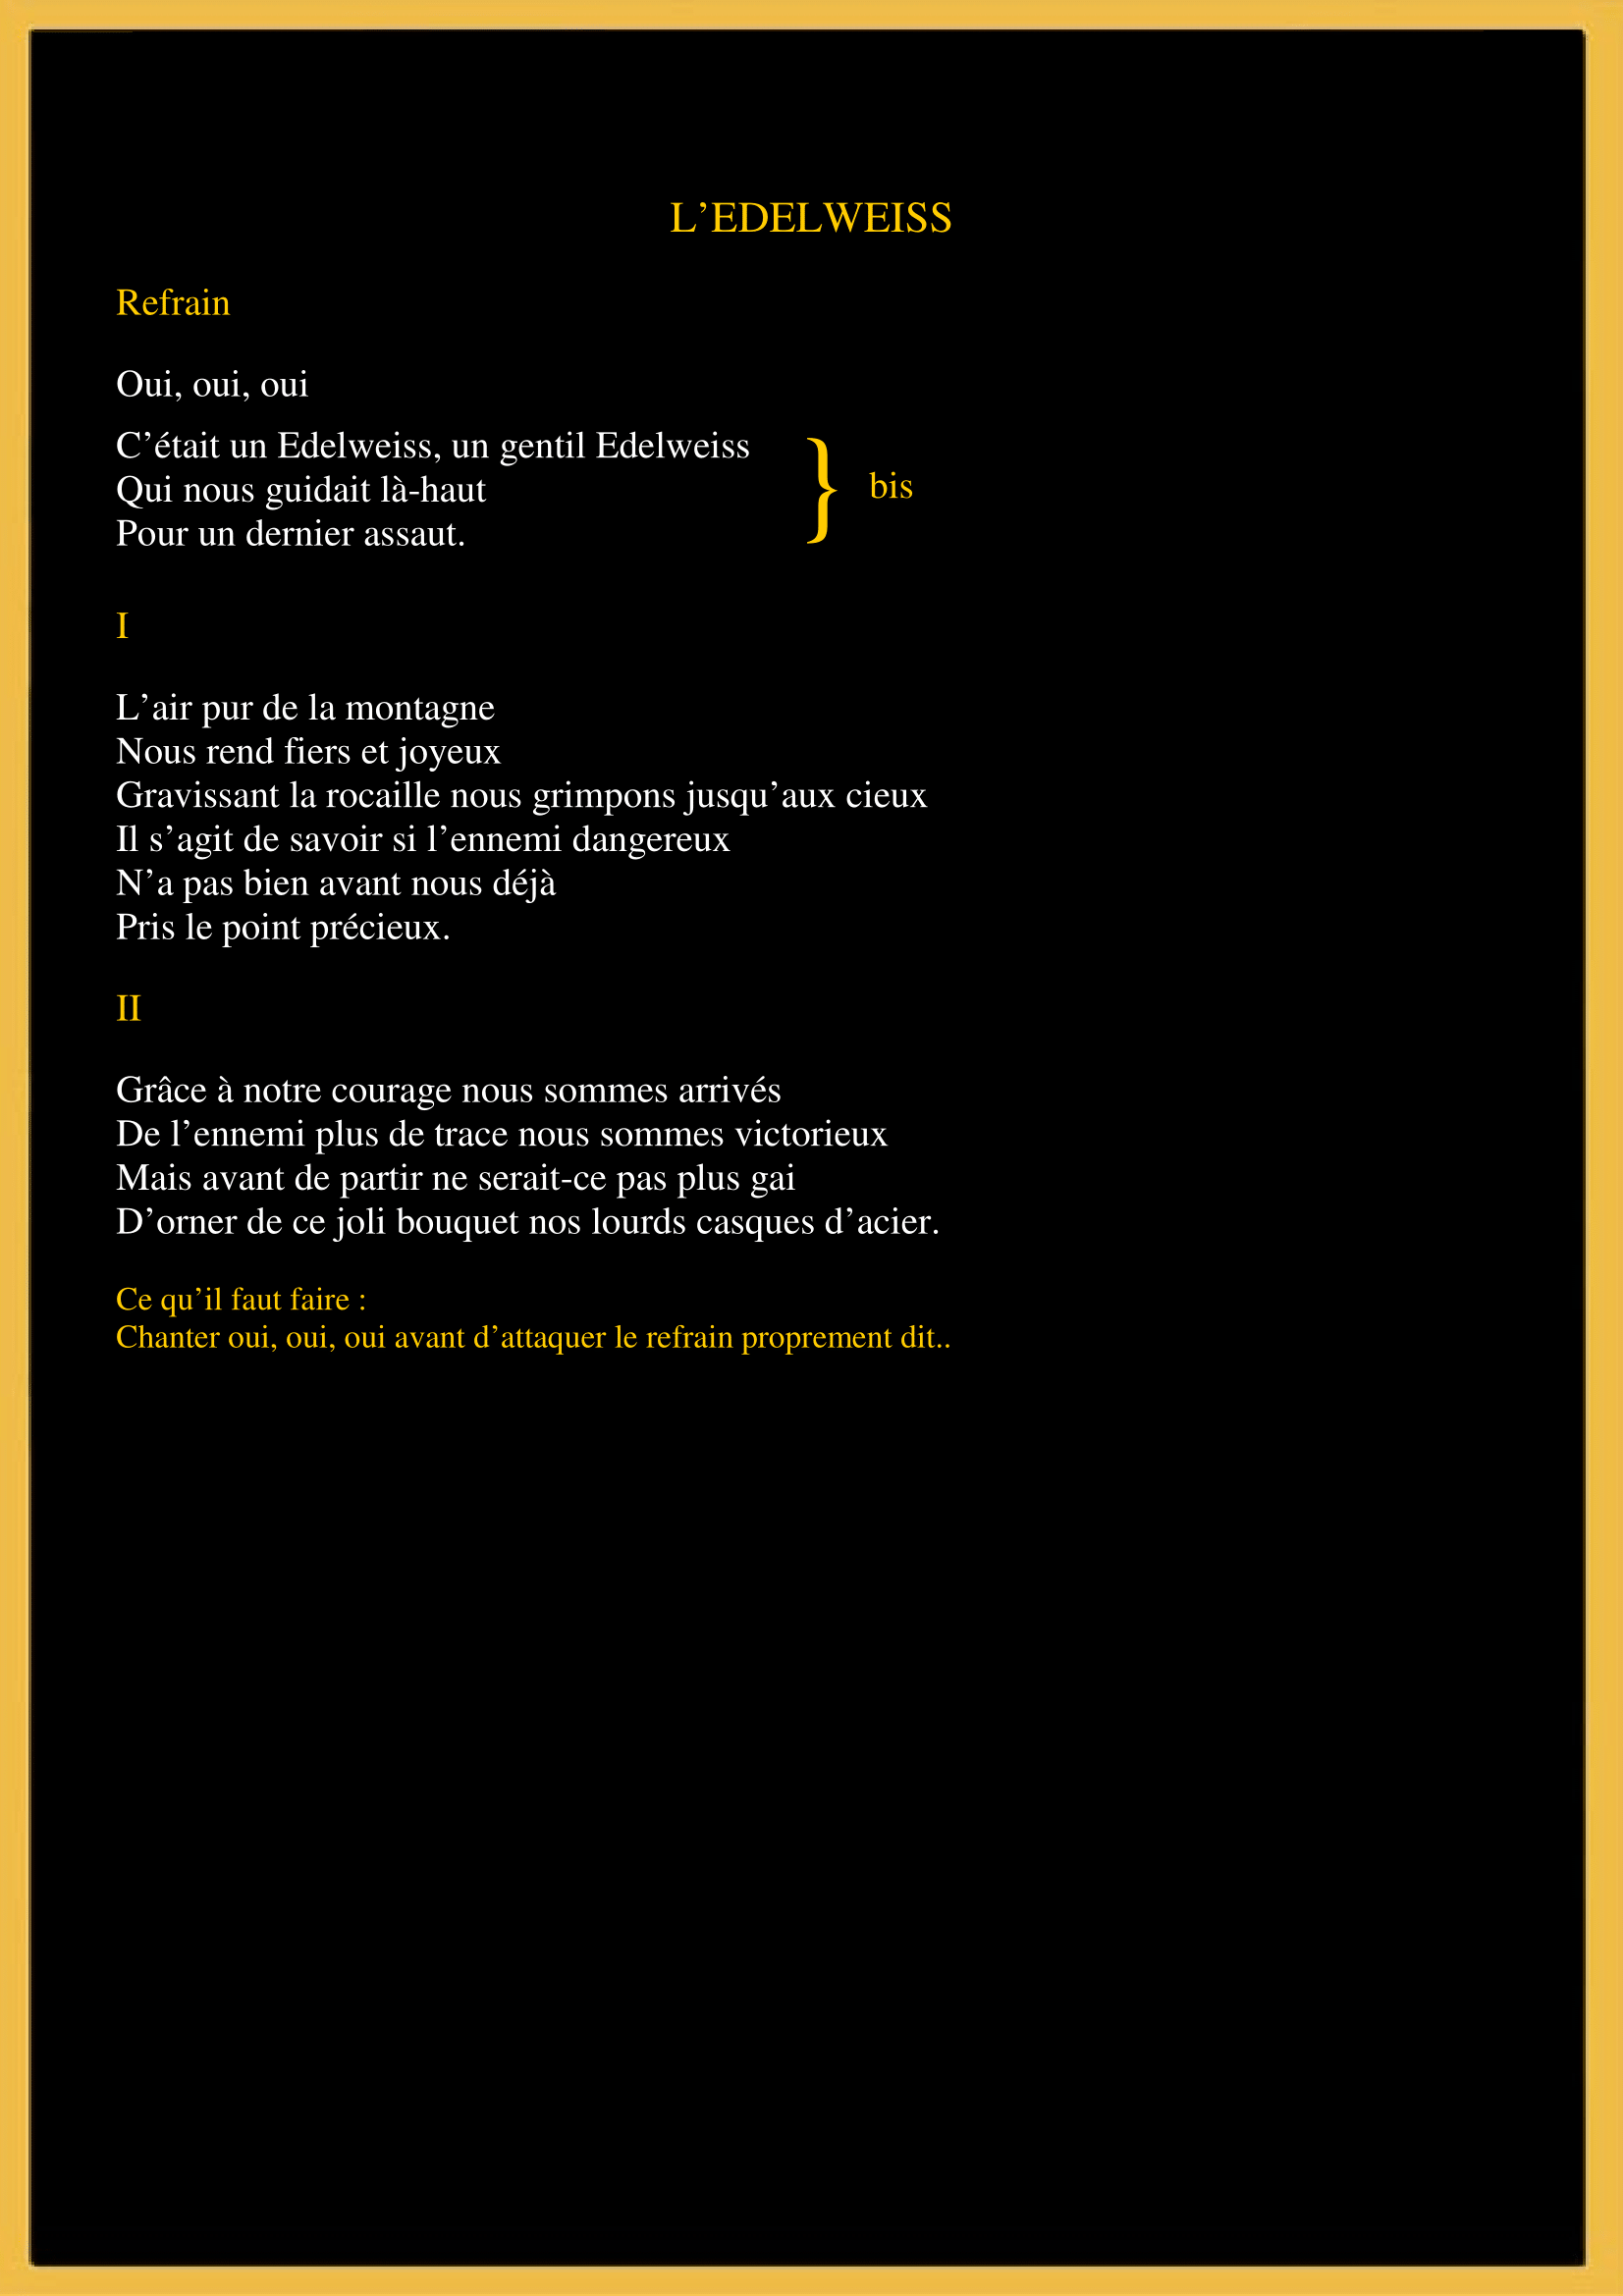 L’EDELWEISS
Refrain
Oui, oui, oui
C’était un Edelweiss, un gentil Edelweiss
Qui nous guidait là-haut
Pour un dernier assaut.
} bis
I
L’air pur de la montagne
Nous rend fiers et joyeux
Gravissant la rocaille nous grimpons jusqu’aux cieux
Il s’agit de savoir si l’ennemi dangereux
N’a pas bien avant nous déjà
Pris le point précieux.
II
Grâce à notre courage nous sommes arrivés
De l’ennemi plus de trace nous sommes victorieux
Mais avant de partir ne serait-ce pas plus gai
D’orner de ce joli bouquet nos lourds casques d’acier.
Ce qu’il faut faire :
Chanter oui, oui, oui avant d’attaquer le refrain proprement dit..